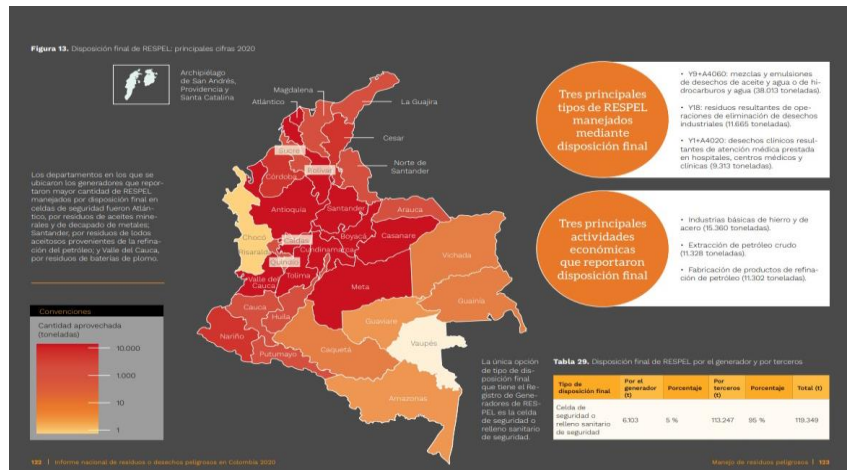 Figura 13. Disposición final de RESPEL: principales cifras 2020
Archipiélago
de San Andrés,
Providencia y
Santa Catalina
Magdalena
Atlántico
La Guajira
Cesar
Norte de
Santander
Sucre
Bolívar
Córdoba
Antioquia
Santander
Arauca
Chocó
Caldas
Boyacá
Casanare
Risaralda
Cundinamarca
Vichada
Quindío
Valle del
Cauca
Tolima
Meta
Guainía
Cauca
Huila
Guaviare
Nariño
Vaupés
Putumayo
Caquetá
Amazonas
Los departamentos en los que se
ubicaron los generadores que repor-
taron mayor cantidad de RESPEL
manejados por disposición final en
celdas de seguridad fueron Atlán-
tico, por residuos de aceites mine-
rales y de decapado de metales;
Santander, por residuos de lodos
aceitosos provenientes de la refina-
ción del petróleo; y Valle del Cauca,
por residuos de baterías de plomo.
Convenciones
Cantidad aprovechada
(toneladas)
10.000
1.000
10
1
Tres principales
tipos de RESPEL
manejados
mediante
disposición final
• Y9+A4060: mezclas y emulsiones
de desechos de aceite y agua o de hi-
drocarburos y agua (38.013 toneladas).
• Y18: residuos resultantes de ope-
raciones de eliminación de desechos
industriales (11.665 toneladas).
• Y1+A4020: desechos clínicos resul-
tantes de atención médica prestada
en hospitales, centros médicos y
clínicas (9.313 toneladas).
Tres principales
actividades
económicas
que reportaron
disposición final
• Industrias básicas de hierro y de
acero (15.360 toneladas).
• Extracción de petróleo crudo
(11.328 toneladas).
• Fabricación de productos de refina-
ción de petróleo (11.302 toneladas).
La única opción
de tipo de dis-
posición final
que tiene el Re-
gistro de Gene-
radores de RES-
PEL es la celda
de seguridad o
relleno sanitario
de seguridad.
Tabla 29. Disposición final de RESPEL por el generador y por terceros
Tipo de disposición final Por el generador (t) Porcentaje Por terceros (t) Porcentaje Total (t)
Celda de seguridad o relleno sanitario de seguridad 6.103 5 % 113.247 95 % 119.349
132 | Informe nacional de residuos o desechos peligrosos en Colombia 2020
Manejo de residuos peligrosos | 133